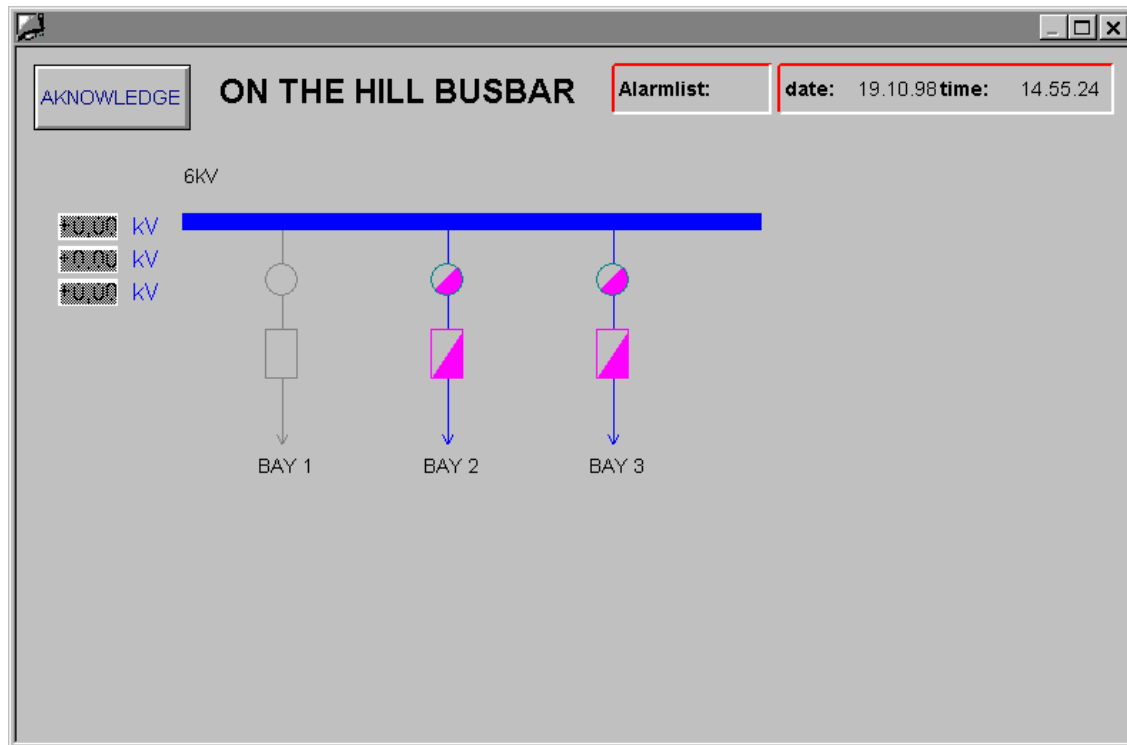 AKNOWLEDGE
ON THE HILL BUSBAR
Alarmlist:
date: 19.10.98 time: 14.55.24
6kV
+0,00 kV
+0,00 kV
+0,00 kV
BAY 1
BAY 2
BAY 3